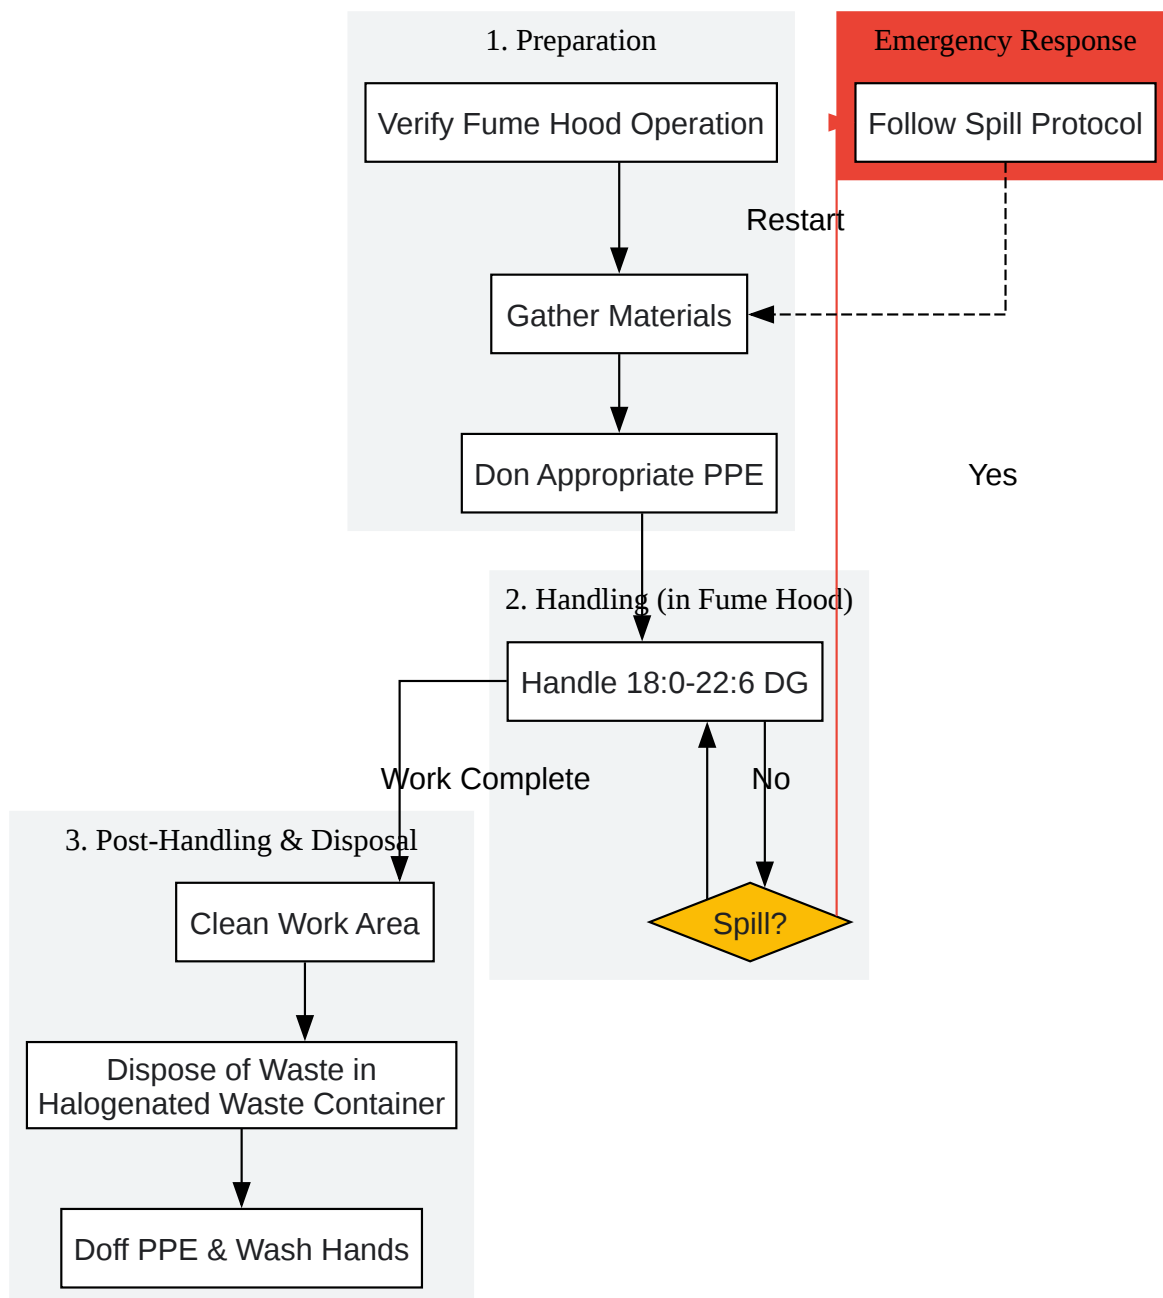 1. Preparation
Emergency Response
Verify Fume Hood Operation
Follow Spill Protocol
Restart
Gather Materials
Don Appropriate PPE
Yes
2. Handling (in Fume Hood)
Handle 18:0-22:6 DG
Work Complete
No
3. Post-Handling & Disposal
Clean Work Area
Spill?
Dispose of Waste in
Halogenated Waste Container
Doff PPE & Wash Hands